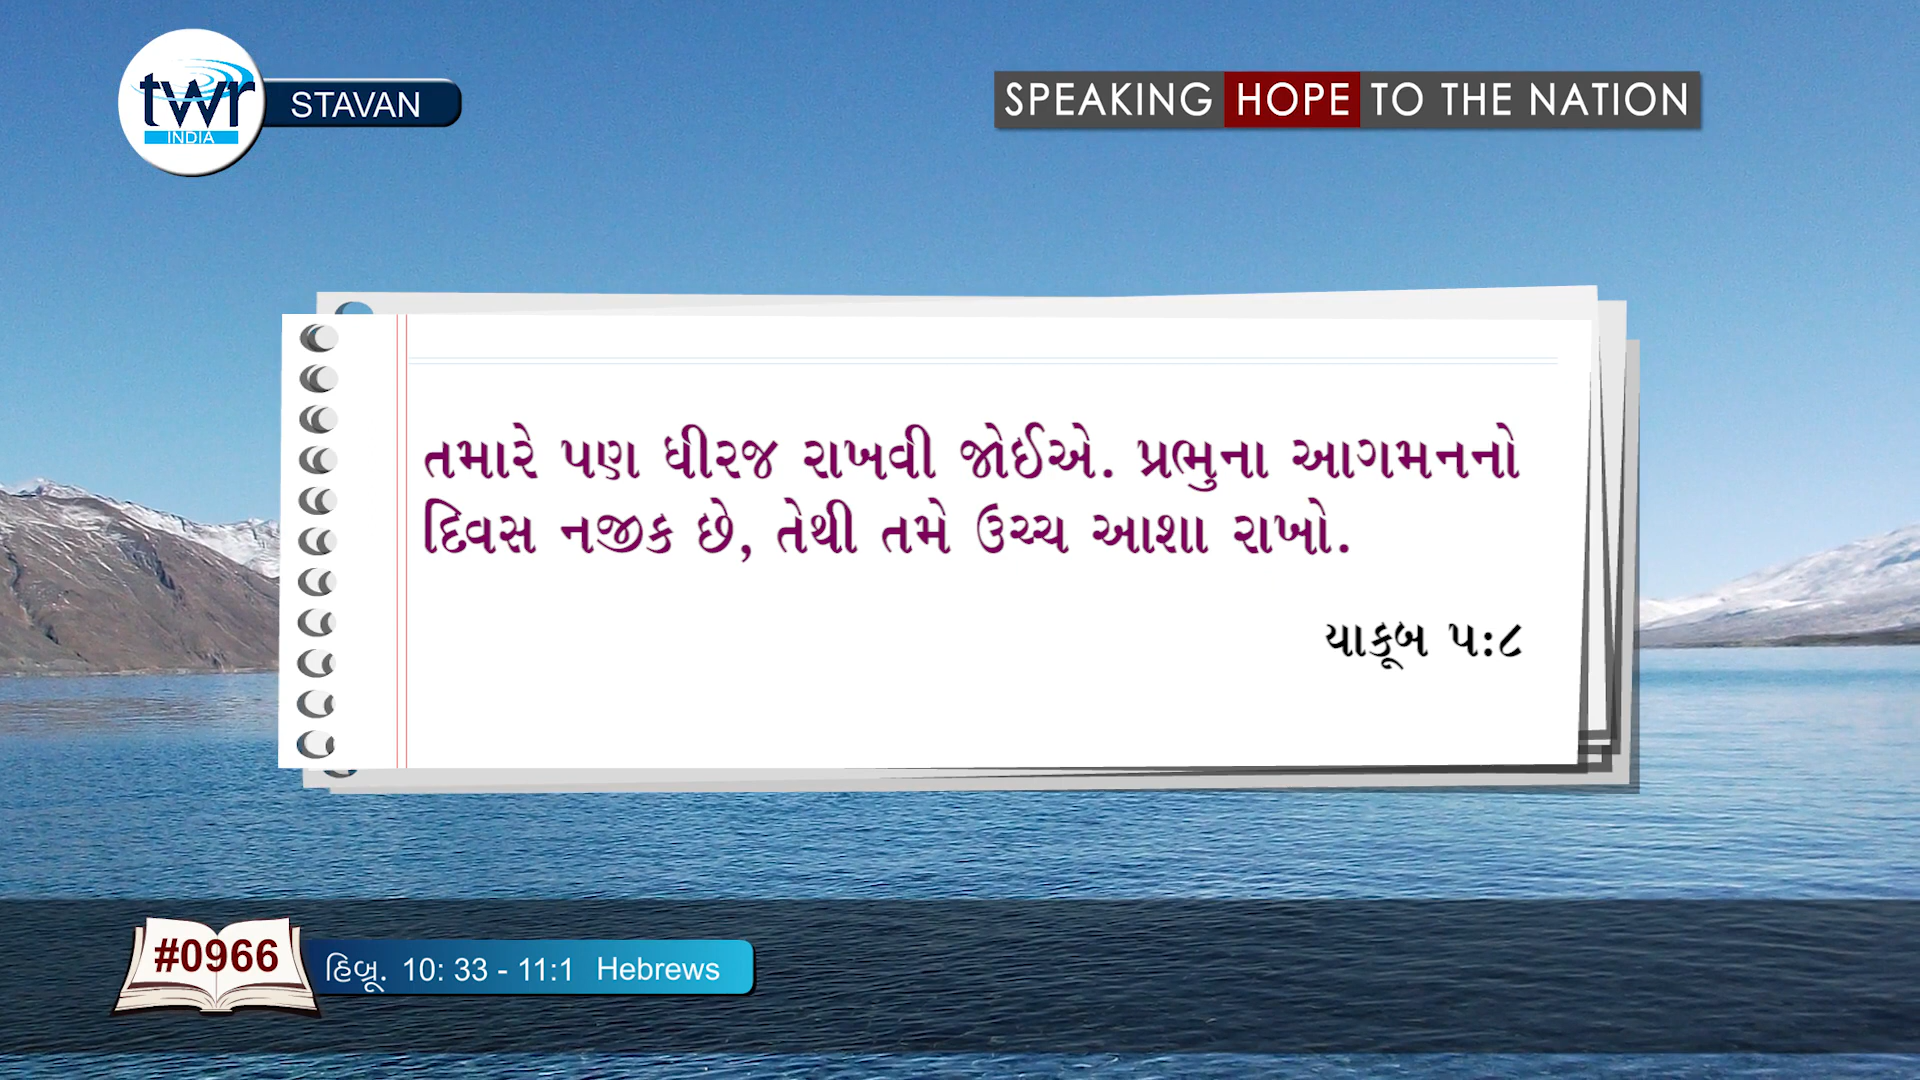 twr
INDIA
STAVAN
SPEAKING HOPE TO THE NATION
તમારે પણ ધીરજ રાખવી જોઈએ. પ્રભુના આગમનનો
દિવસ નજીક છે, તેથી તમે ઉચ્ચ આશા રાખો.
યાકૂબ ૫:૮
#0966
હિબ્રૂ. 10: 33 - 11:1 Hebrews